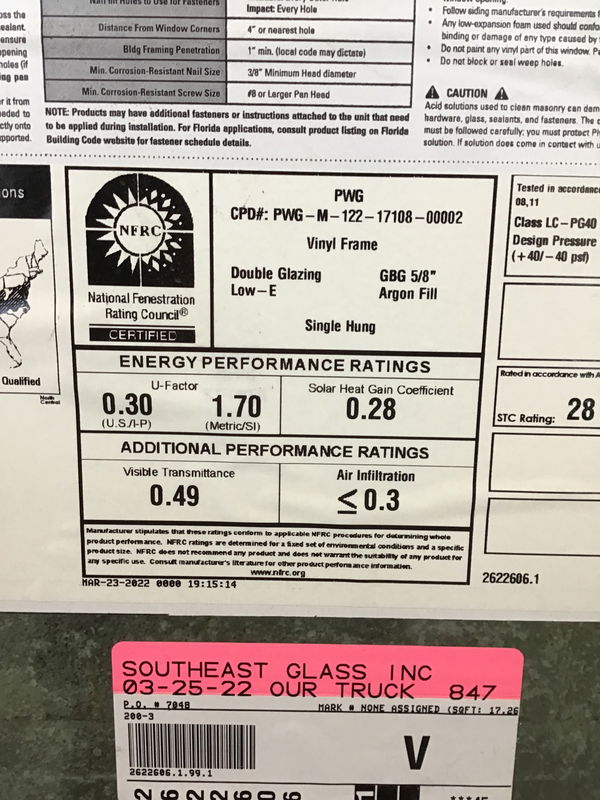 Nail fin Holes to Use for Fasteners
Impact Every Hole
Distance From Window Corners
4" or nearest hole
Bldg Framing Penetration
1" min. (local code may dictate)
Min. Corrosion-Resistant Nail Size
3/8" Minimum Head diameter
Min. Corrosion-Resistant Screw Size
#8 or Larger Pan Head
NOTE: Products may have additional fasteners or instructions attached to the unit that need
to be applied during installation. For Florida applications, consult product listing on Florida
Building Code website for fastener schedule details.
• Follow siding manufacturer's requirements
• Any low-expansion foam used should
binding or damage of any type caused by
• Do not paint any vinyl part of this window.
• Do not block or seal weep holes.
CAUTION
Acid solutions used to clean masonry can
hardware, glass, sealants, and fasteners. The
must be followed carefully; you must protect
solution. If solution does come in contact with
NFRC
National Fenestration
Rating Council®
CERTIFIED
PWG
CPD#: PWG-M-122-17108-00002
Vinyl Frame
Double Glazing GBG 5/8"
Low-E Argon Fill
Single Hung
ENERGY PERFORMANCE RATINGS
U-Factor
0.30 1.70
(U.S./I-P) (Metric/SI)
Solar Heat Gain Coefficient
0.28
ADDITIONAL PERFORMANCE RATINGS
Visible Transmittance
0.49
Air Infiltration
≤0.3
Manufacturer stipulates that these ratings conform to applicable NFRC procedures for determining whole
product performance. NFRC ratings are determined for a fixed set of environmental conditions and a specific
product size. NFRC does not recommend any product and does not warrant the suitability of any product for
any specific use. Consult manufacturer's literature for other product performance information.
www.nfrc.org
MAR-23-2022 0000 19:15:14
Qualified
North
Central
Tested in accordance
08,11
Class LC-PG40
Design Pressure
(+40/-40 psf)
Rated in accordance with
STC Rating: 28
2622606.1
SOUTHEAST GLASS INC
03-25-22 OUR TRUCK 847
P.O. # 7048 MARK # NONE ASSIGNED (SQFT: 17.26
200-3
V
2622606.1.99.1